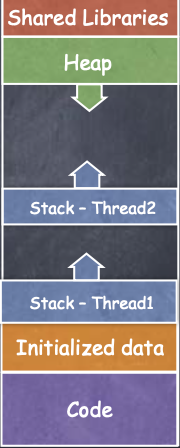 Shared Libraries
Heap
Stack – Thread2
Stack – Thread1
Initialized data
Code